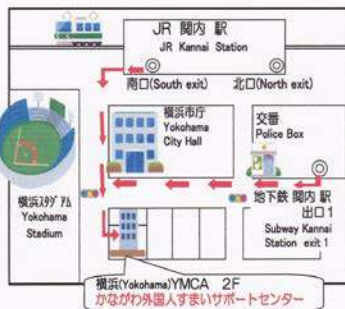 JR 関内 駅
JR Kannai Station
南口(South exit)
北口(North exit)
横浜市庁
Yokohama
City Hall
交番
Police Box
横浜スタジアム
Yokohama
Stadium
地下鉄 関内 駅
出口 1
Subway Kannai
Station exit 1
横浜(Yokohama)YMCA 2F
かながわ外国人すまいサポートセンター